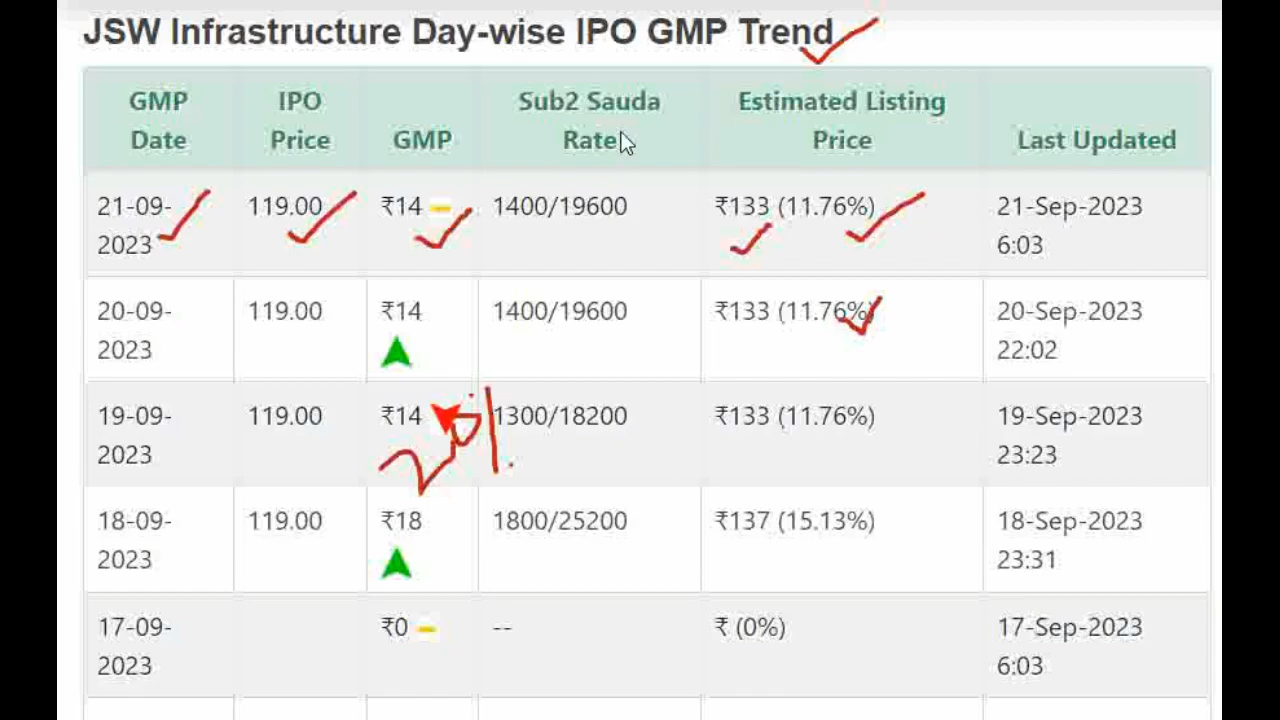 JSW Infrastructure Day-wise IPO GMP Trend
GMP Date IPO Price GMP Sub2 Sauda Rate Estimated Listing Price Last Updated
21-09-2023 119.00 ₹14 1400/19600 ₹133 (11.76%) 21-Sep-2023 6:03
20-09-2023 119.00 ₹14 1400/19600 ₹133 (11.76%) 20-Sep-2023 22:02
19-09-2023 119.00 ₹14 1300/18200 ₹133 (11.76%) 19-Sep-2023 23:23
20%
18-09-2023 119.00 ₹18 1800/25200 ₹137 (15.13%) 18-Sep-2023 23:31
17-09-2023 ₹0 -- ₹ (0%) 17-Sep-2023 6:03